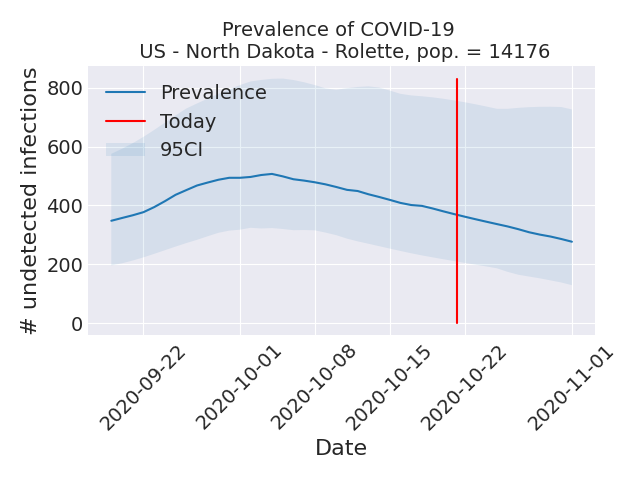 Prevalence of COVID-19
US - North Dakota - Rolette, pop. = 14176
# undetected infections
800
600
400
200
0
Prevalence
Today
95CI
2020-09-22
2020-10-01
2020-10-08
2020-10-15
2020-10-22
2020-11-01
Date